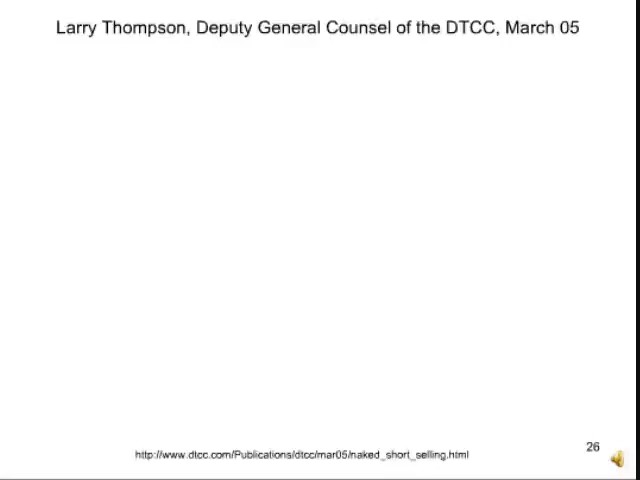 Larry Thompson, Deputy General Counsel of the DTCC, March 05
26
http://www.dtcc.com/Publications/dtcc/mar05/naked_short_selling.html